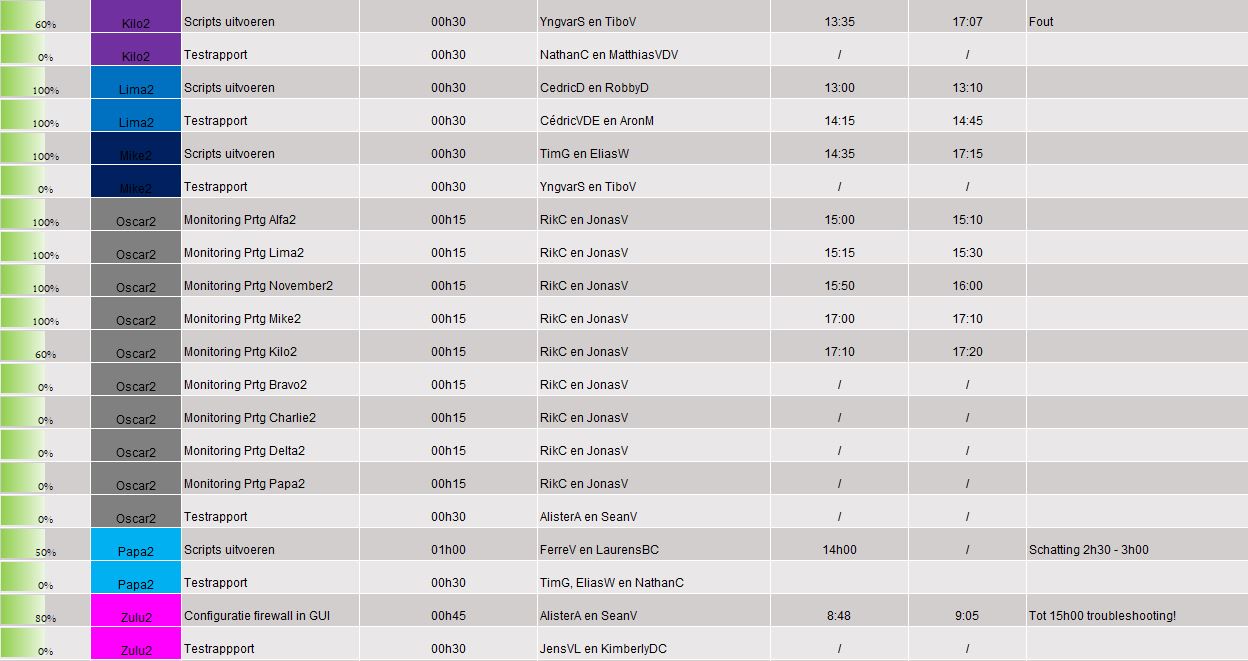 60% Kilo2 Scripts uitvoeren 00h30 YngvarS en TiboV 13:35 17:07 Fout
0% Kilo2 Testrapport 00h30 NathanC en MatthiasVDV / /
100% Lima2 Scripts uitvoeren 00h30 CedricD en RobbyD 13:00 13:10
100% Lima2 Testrapport 00h30 CédricVDE en AronM 14:15 14:45
100% Mike2 Scripts uitvoeren 00h30 TimG en EliasW 14:35 17:15
0% Mike2 Testrapport 00h30 YngvarS en TiboV / /
100% Oscar2 Monitoring Prtg Alfa2 00h15 RikC en JonasV 15:00 15:10
100% Oscar2 Monitoring Prtg Lima2 00h15 RikC en JonasV 15:15 15:30
100% Oscar2 Monitoring Prtg November2 00h15 RikC en JonasV 15:50 16:00
100% Oscar2 Monitoring Prtg Mike2 00h15 RikC en JonasV 17:00 17:10
60% Oscar2 Monitoring Prtg Kilo2 00h15 RikC en JonasV 17:10 17:20
0% Oscar2 Monitoring Prtg Bravo2 00h15 RikC en JonasV / /
0% Oscar2 Monitoring Prtg Charlie2 00h15 RikC en JonasV / /
0% Oscar2 Monitoring Prtg Delta2 00h15 RikC en JonasV / /
0% Oscar2 Monitoring Prtg Papa2 00h15 RikC en JonasV / /
0% Oscar2 Testrapport 00h30 AlisterA en SeanV / /
50% Papa2 Scripts uitvoeren 01h00 FerreV en LaurensBC 14h00 / Schatting 2h30 - 3h00
0% Papa2 Testrapport 00h30 TimG, EliasW en NathanC
80% Zulu2 Configuratie firewall in GUI 00h45 AlisterA en SeanV 8:48 9:05 Tot 15h00 troubleshooting!
0% Zulu2 Testrappport 00h30 JensVL en KimberlyDC / /